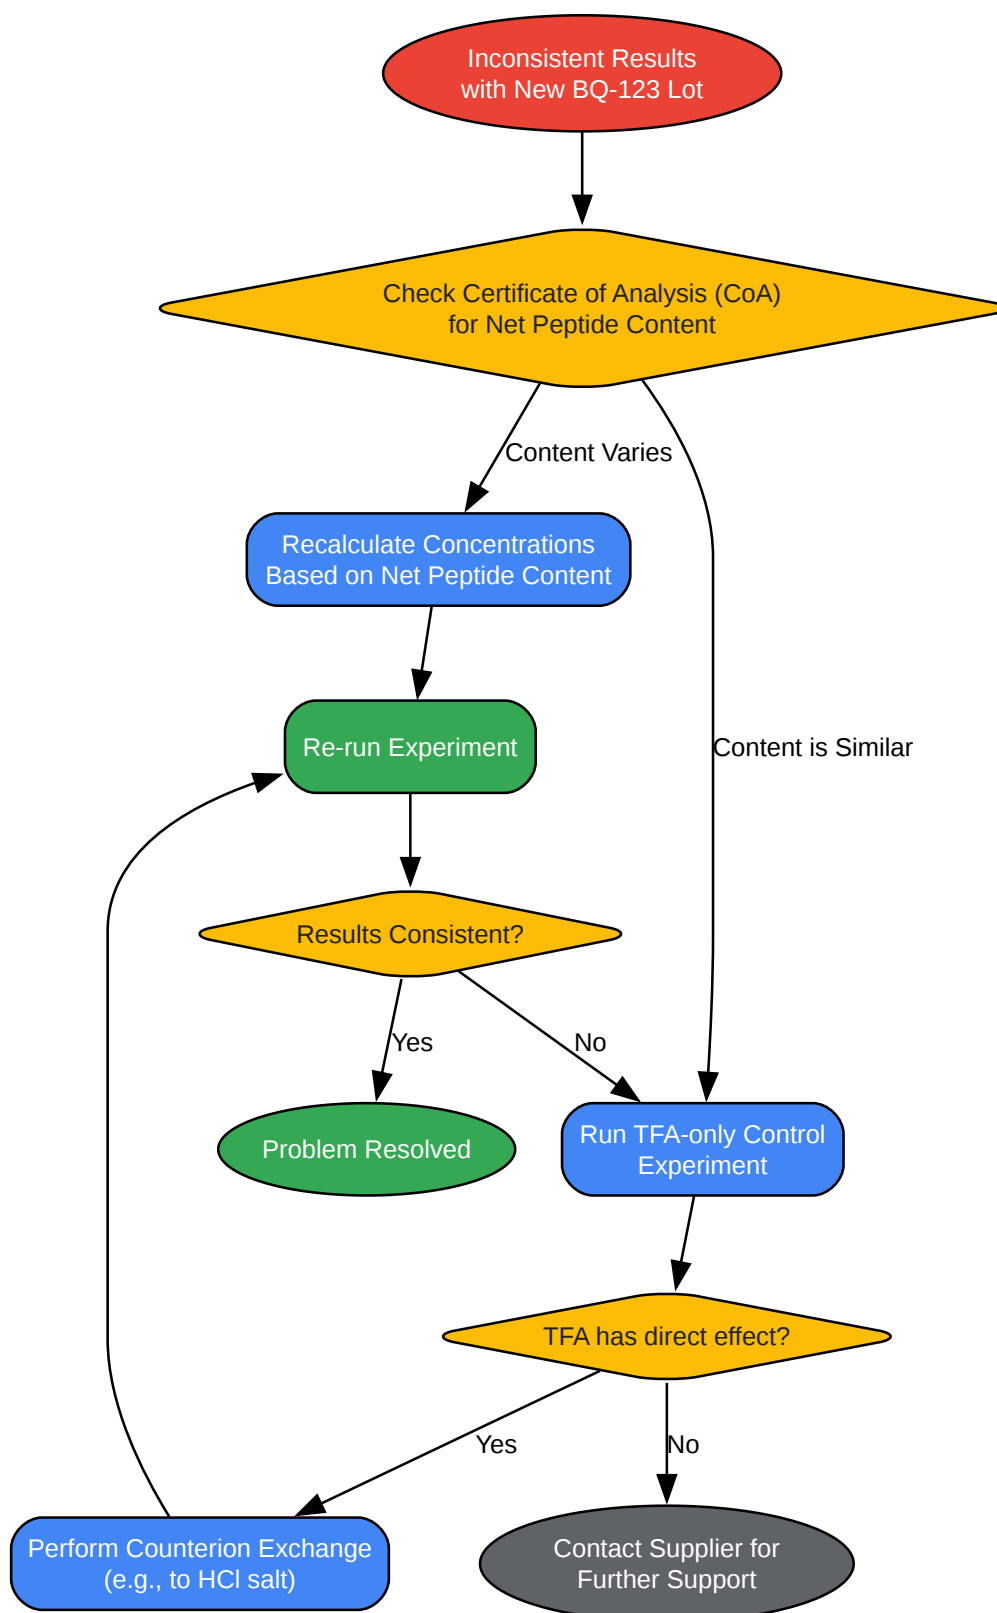 Inconsistent Results
with New BQ-123 Lot
Check Certificate of Analysis (CoA)
for Net Peptide Content
Content Varies
Recalculate Concentrations
Based on Net Peptide Content
Re-run Experiment
Content is Similar
Results Consistent?
Yes
No
Problem Resolved
Run TFA-only Control
Experiment
TFA has direct effect?
Yes
No
Perform Counterion Exchange
(e.g., to HCl salt)
Contact Supplier for
Further Support